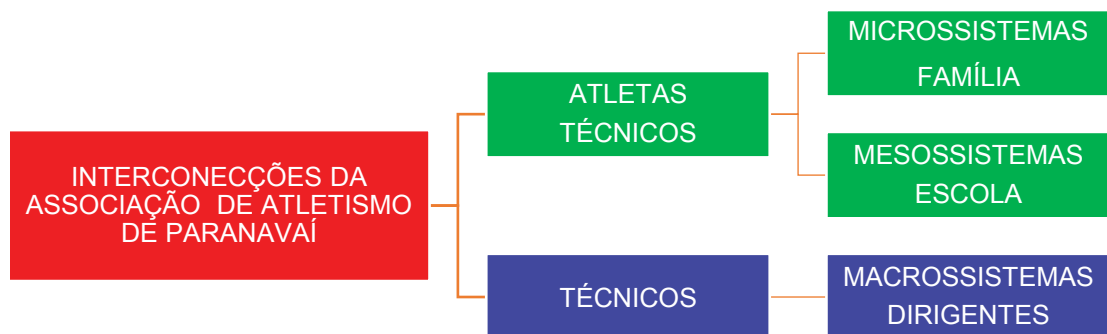 INTERCONECÇÕES DA
ASSOCIAÇÃO DE ATLETISMO
DE PARANAVAÍ
ATLETAS
TÉCNICOS
MICROSSISTEMAS
FAMÍLIA
MESOSSISTEMAS
ESCOLA
TÉCNICOS
MACROSSISTEMAS
DIRIGENTES